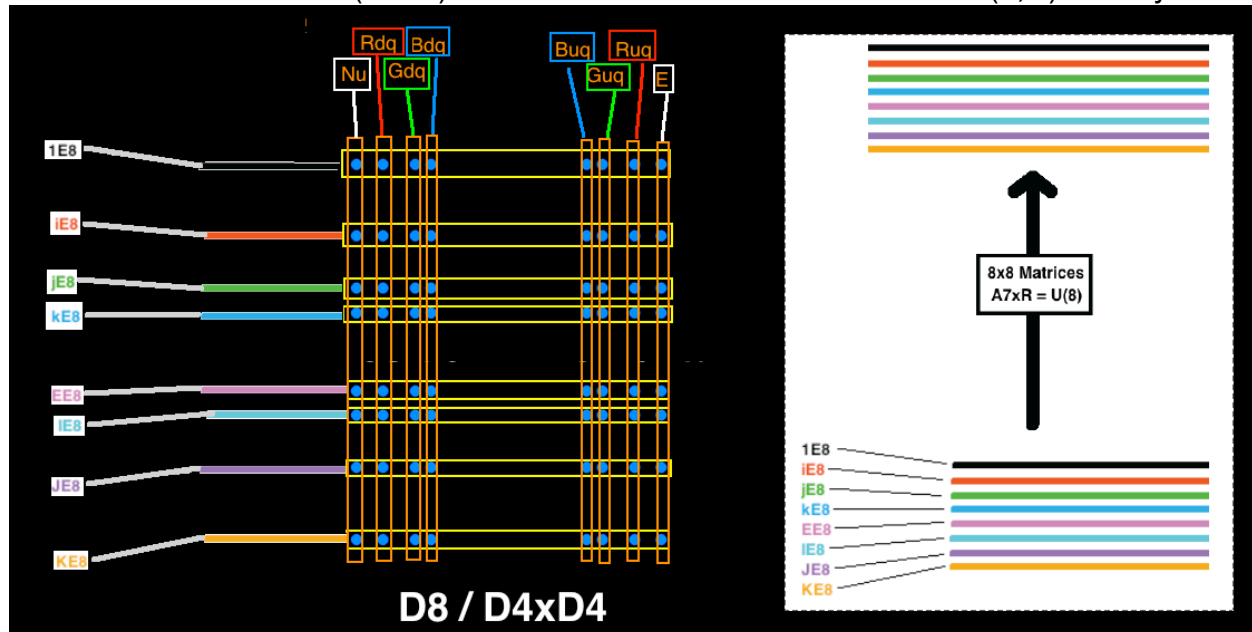 Rdq
Bdq
Buq
Ruq
Nu
Gdq
Guq
E
1E8
iE8
jE8
kE8
EE8
IE8
JE8
KE8
D8 / D4xD4
8x8 Matrices
A7xR = U(8)
1E8
iE8
jE8
kE8
EE8
IE8
JE8
KE8